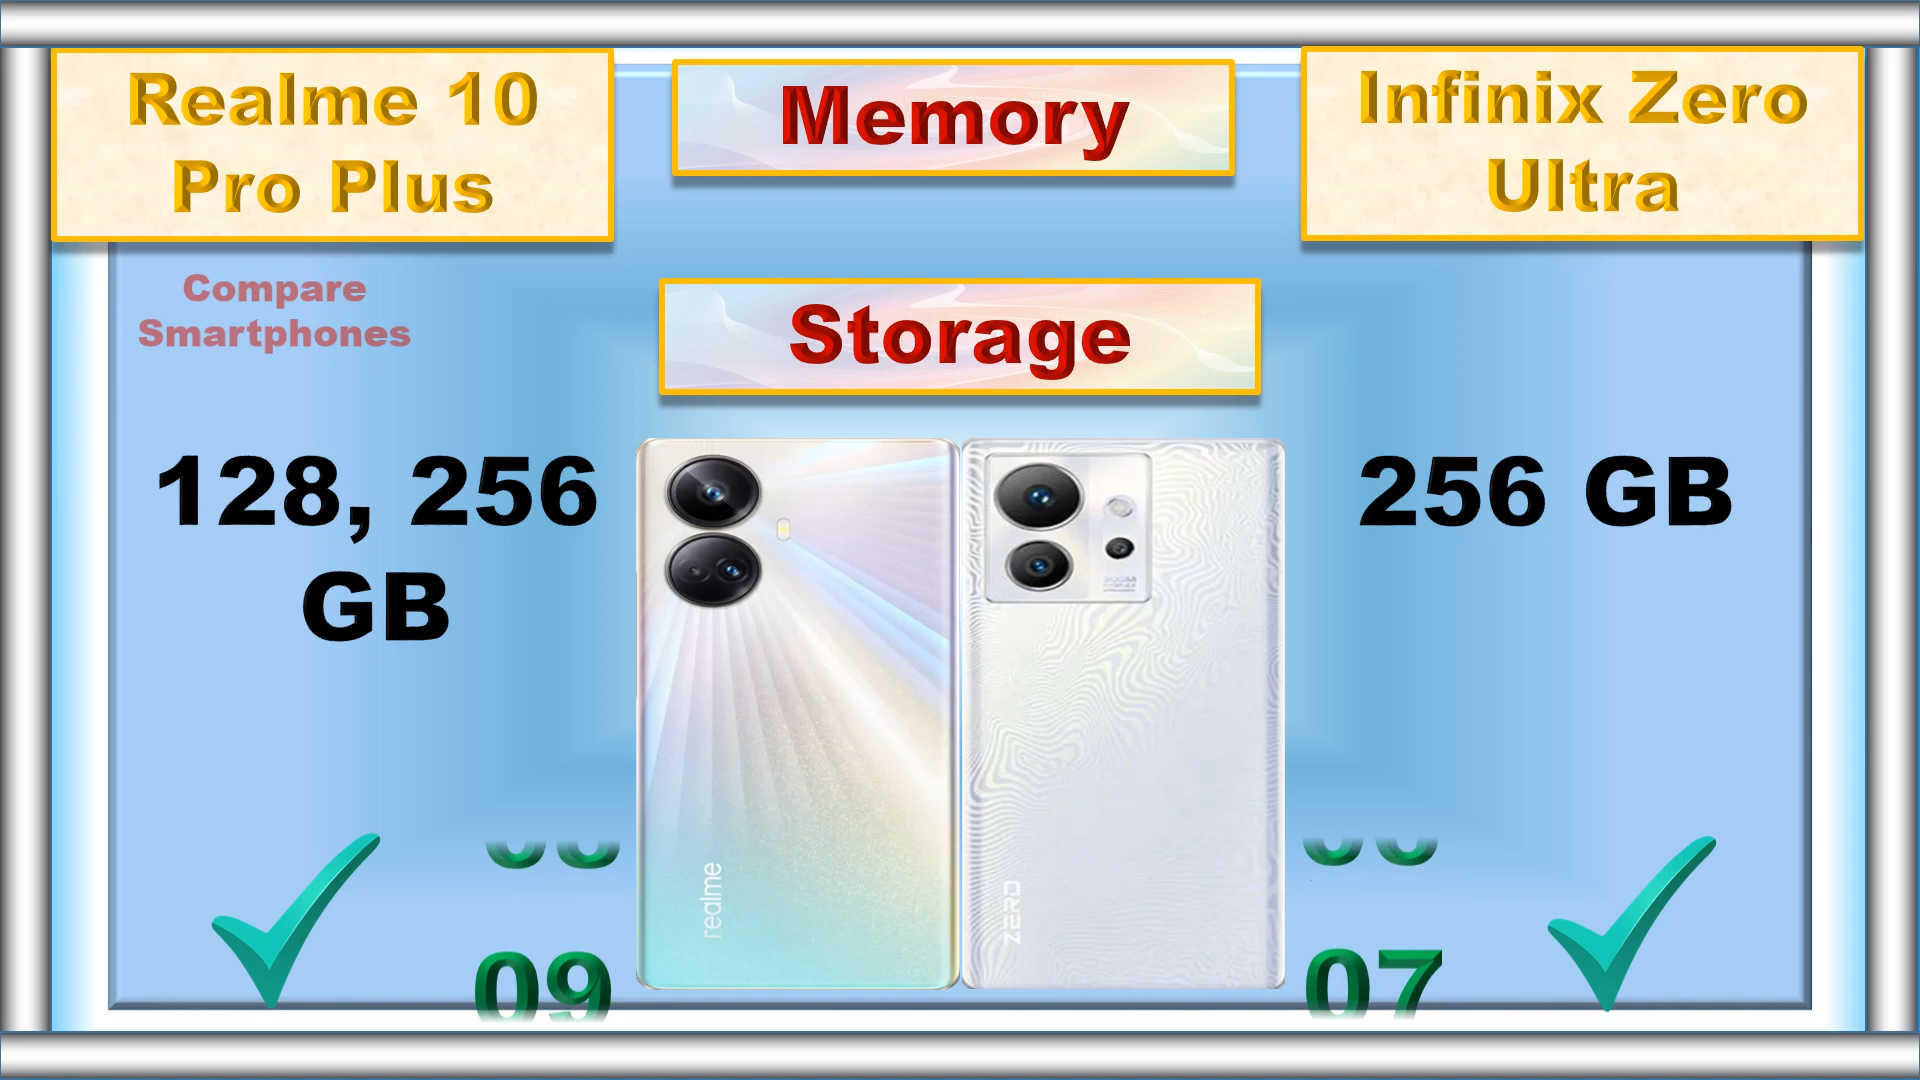 Realme 10
Pro Plus
Memory
Infinix Zero
Ultra
Compare
Smartphones
Storage
128, 256
GB
256 GB
realme
ZERO
09
07